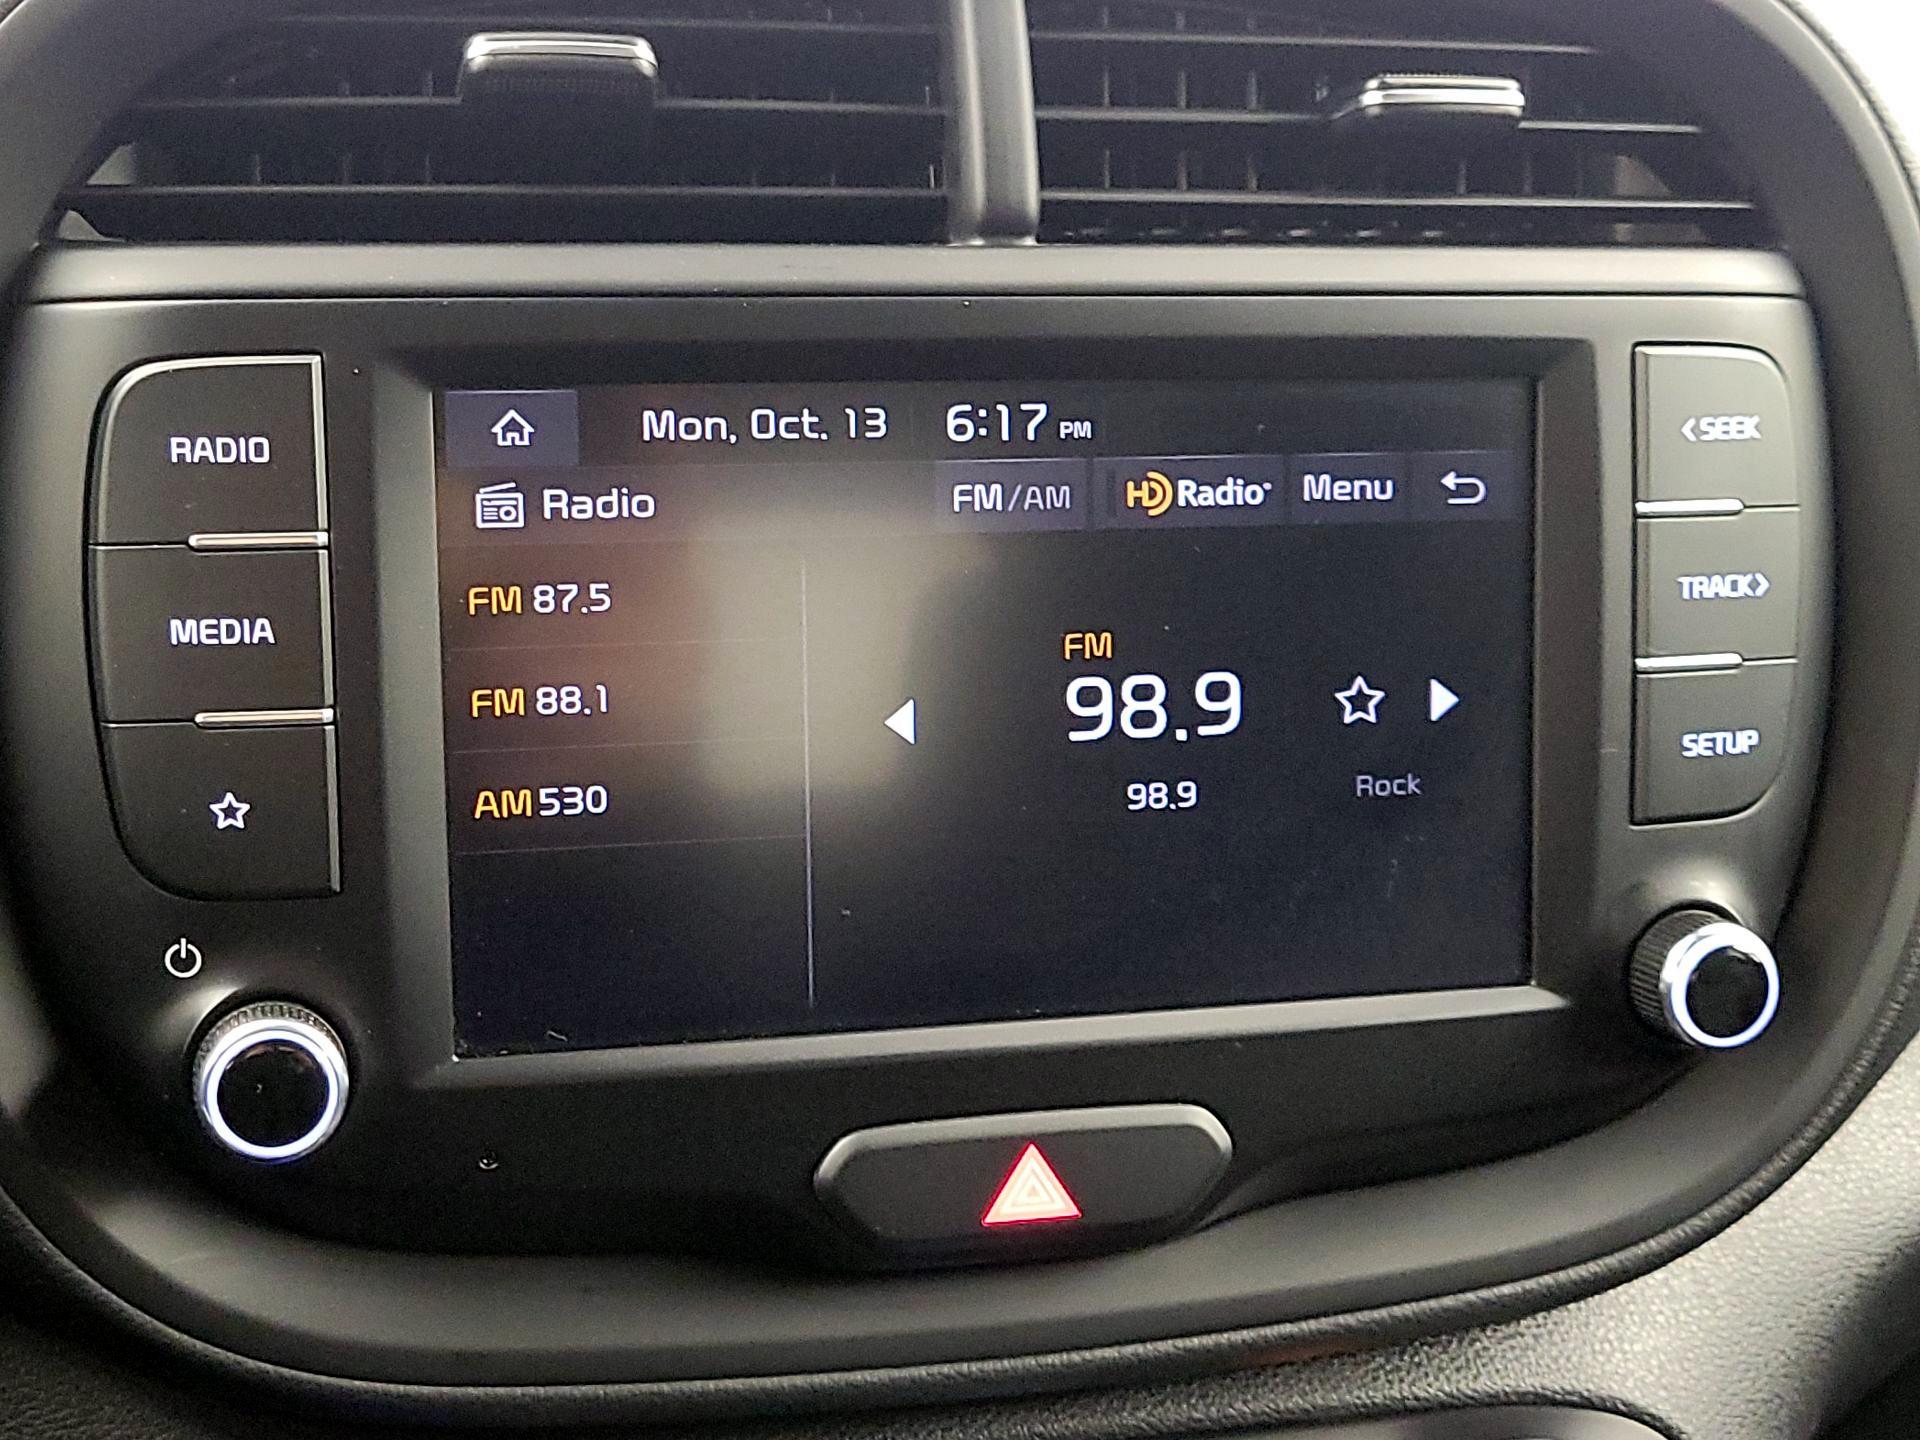 Mon, Oct. 13 6:17 PM
Radio FM/AM HD Radio Menu
FM 87.5
FM 88.1
AM 530
FM
98.9
98.9 Rock
RADIO
MEDIA
<SEEK
TRACK>
SETUP